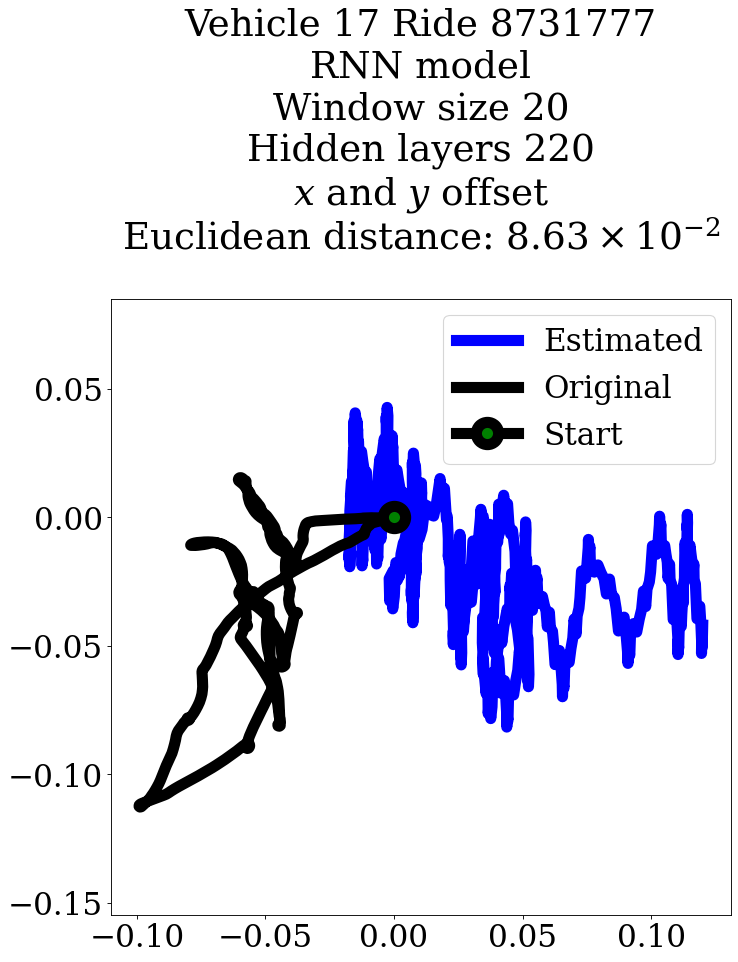 Vehicle 17 Ride 8731777
RNN model
Window size 20
Hidden layers 220
x and y offset
Euclidean distance: 8.63 × 10⁻²
Estimated
Original
Start
0.05
0.00
−0.05
−0.10
−0.15
−0.10 −0.05 0.00 0.05 0.10